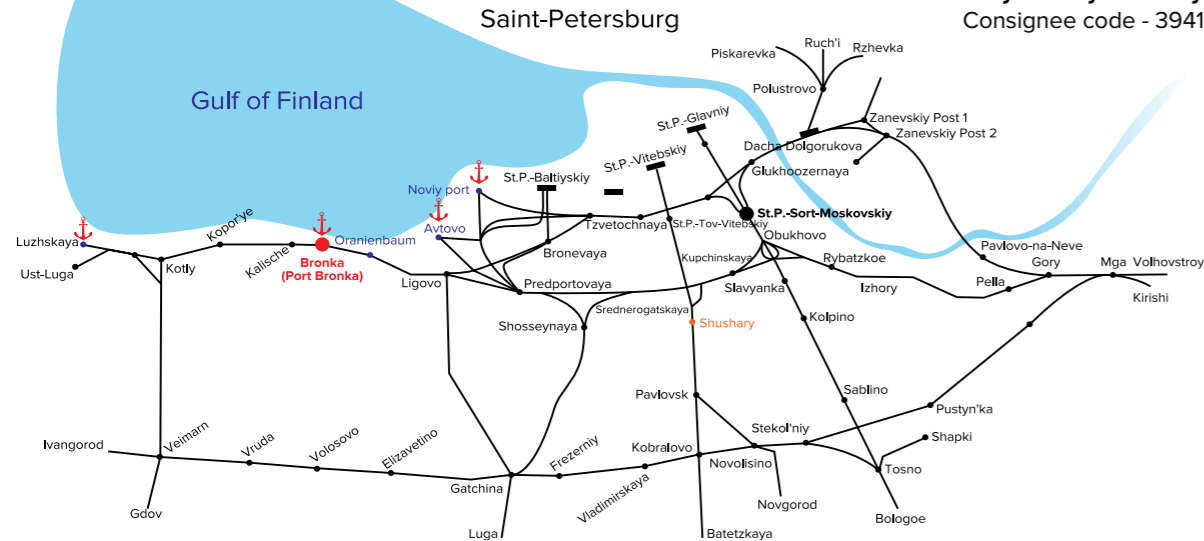 Saint-Petersburg
Consignee code - 3941
Gulf of Finland
Piskarevka
Ruch'i
Rzhevka
Polustrovo
St.P.-Glavniy
Zanevskiy Post 1
Zanevskiy Post 2
Dacha Dolgorukova
Glukhoozernaya
St.P.-Vitebskiy
St.P.-Baltiyskiy
Noviy port
Avtovo
Tzvetochnaya
St.P.-Tov-Vitebskiy
St.P.-Sort-Moskovskiy
Obukhovo
Luzhskaya
Ust-Luga
Kotly
Kopor'ye
Kalische
Bronka
(Port Bronka)
Oranienbaum
Ligovo
Bronevaya
Predportovaya
Kupchinskaya
Slavyanka
Rybatzkoe
Izhory
Pavlovo-na-Neve
Pella
Gory
Mga
Volhovstroy
Kirishi
Shosseynaya
Srednerogatskaya
Shushary
Kolpino
Pavlovsk
Sablino
Pustyn'ka
Stekol'niy
Shapki
Ivangorod
Veimarn
Vruda
Volosovo
Elizavetino
Gatchina
Frezerniy
Vladimirskaya
Kobralovo
Novolisino
Tosno
Gdov
Luga
Novgorod
Batetzkaya
Bologoe